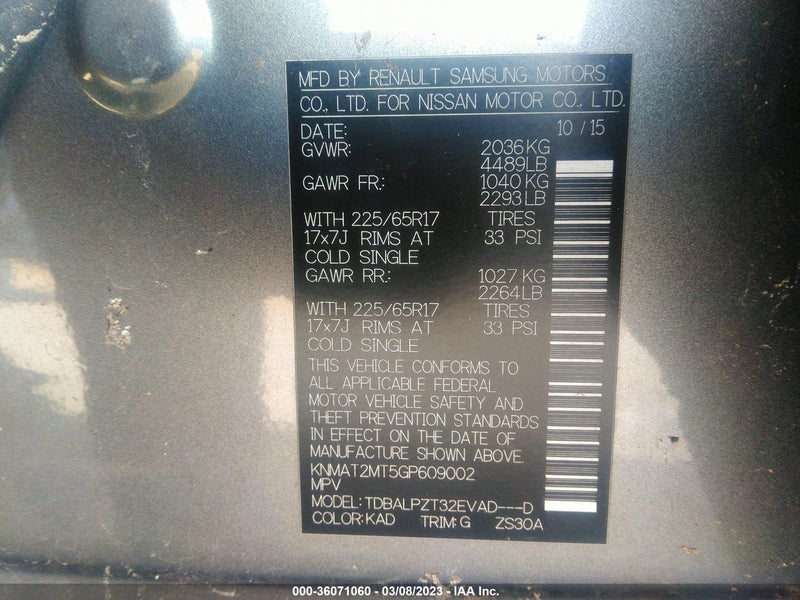 MFD BY RENAULT SAMSUNG MOTORS
CO., LTD. FOR NISSAN MOTOR CO., LTD.
DATE: 10 / 15
GVWR: 2036 KG
4489 LB
GAWR FR.: 1040 KG
2293 LB
WITH 225/65R17 TIRES
17x7J RIMS AT 33 PSI
COLD SINGLE
GAWR RR.: 1027 KG
2264 LB
WITH 225/65R17 TIRES
17x7J RIMS AT 33 PSI
COLD SINGLE
THIS VEHICLE CONFORMS TO
ALL APPLICABLE FEDERAL
MOTOR VEHICLE SAFETY AND
THEFT PREVENTION STANDARDS
IN EFFECT ON THE DATE OF
MANUFACTURE SHOWN ABOVE.
KNMAT2MT5GP609002
MPV
MODEL: TDBALPZT32EVAD---D
COLOR: KAD TRIM: G ZS30A
000-36071060 - 03/08/2023 - IAA Inc.